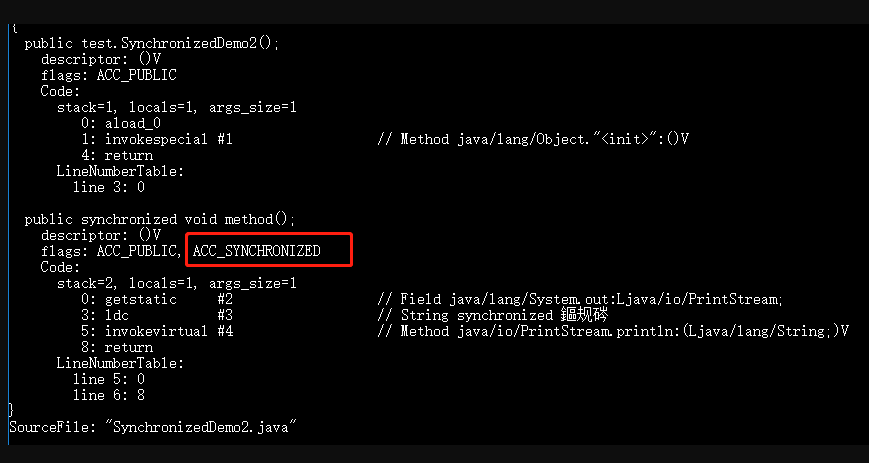 {
public test.SynchronizedDemo2();
descriptor: ()V
flags: ACC_PUBLIC
Code:
stack=1, locals=1, args_size=1
0: aload_0
1: invokespecial #1 // Method java/lang/Object."<init>":()V
4: return
LineNumberTable:
line 3: 0
public synchronized void method();
descriptor: ()V
flags: ACC_PUBLIC, ACC_SYNCHRONIZED
Code:
stack=2, locals=1, args_size=1
0: getstatic #2 // Field java/lang/System.out:Ljava/io/PrintStream;
3: ldc #3 // String synchronized 鏂规硶
5: invokevirtual #4 // Method java/io/PrintStream.println:(Ljava/lang/String;)V
8: return
LineNumberTable:
line 5: 0
line 6: 8
}
SourceFile: "SynchronizedDemo2.java"